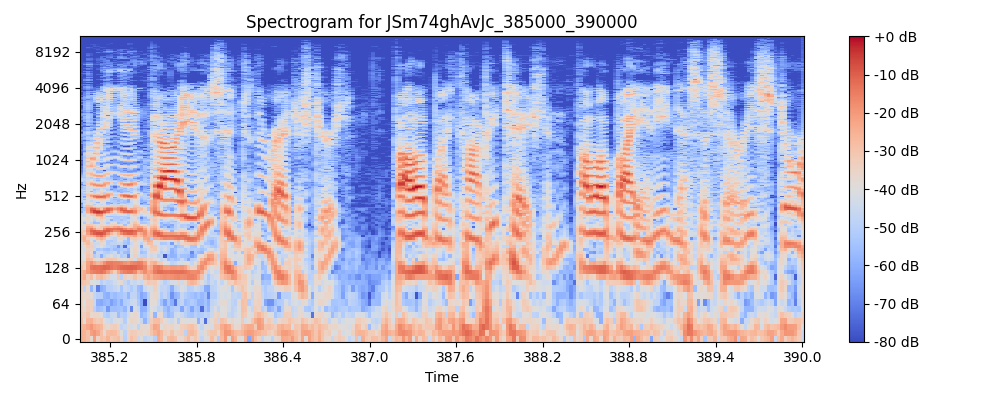 Spectrogram for JSm74ghAvJc_385000_390000
Hz
8192
4096
2048
1024
512
256
128
64
0
385.2 385.8 386.4 387.0 387.6 388.2 388.8 389.4 390.0
Time
+0 dB
-10 dB
-20 dB
-30 dB
-40 dB
-50 dB
-60 dB
-70 dB
-80 dB